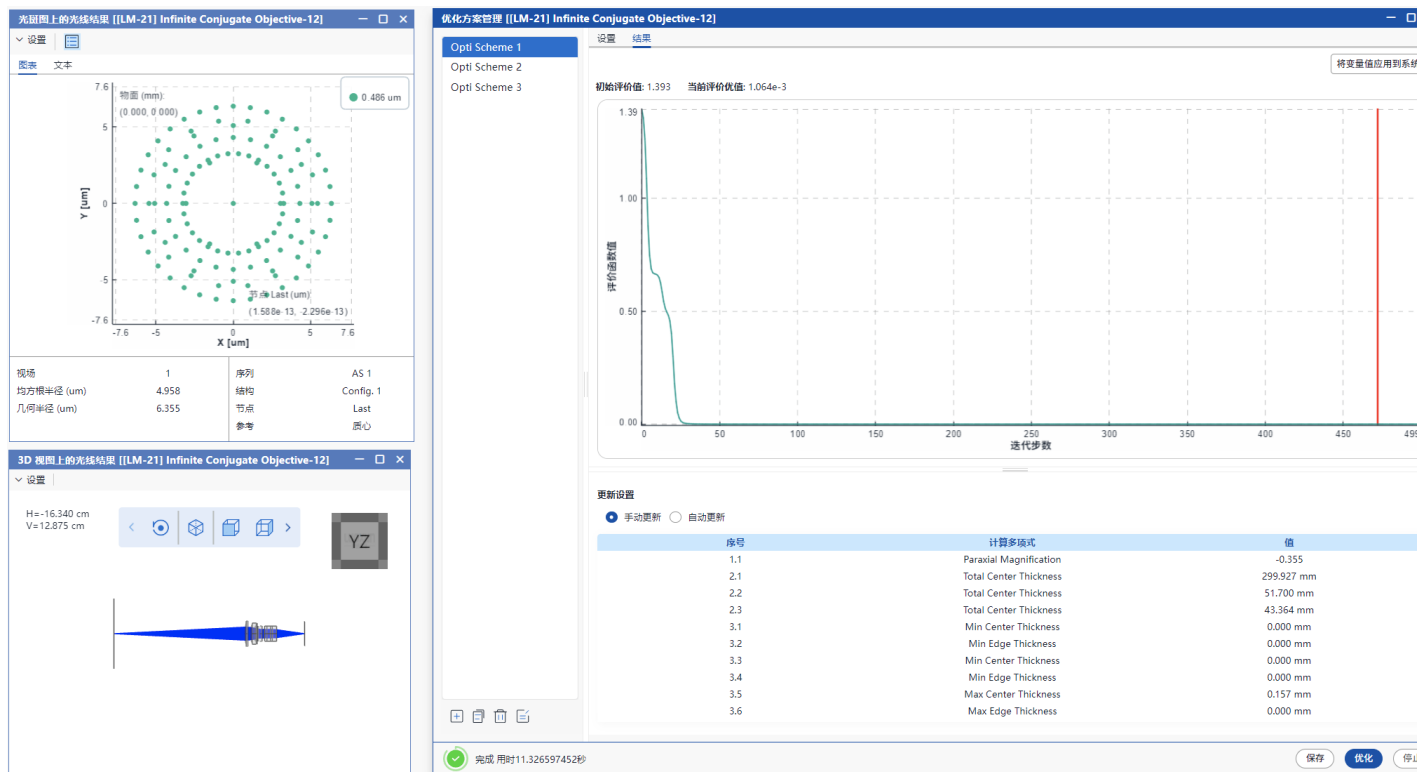 光斑图上的光线结果 [[LM-21] Infinite Conjugate Objective-12]
设置
图表 文本
7.6
5
0
-5
-7.6
Y [um]
物面 (mm):
(0.000, 0.000)
0.486 um
节点 Last (um)
(1.588e-13, -2.296e-13)
-7.6 -5 0 5 7.6
X [um]
视场 1 序列 AS 1
均方根半径 (um) 4.958 结构 Config. 1
几何半径 (um) 6.355 节点 Last
参考 质心
3D 视图上的光线结果 [[LM-21] Infinite Conjugate Objective-12]
设置
H=-16.340 cm
V=12.875 cm
YZ
优化方案管理 [[LM-21] Infinite Conjugate Objective-12]
Opti Scheme 1
Opti Scheme 2
Opti Scheme 3
设置 结果
将变量值应用到系统
初始评价值: 1.393 当前评价优值: 1.064e-3
1.39
1.00
0.50
0.00
评价函数值
0 50 100 150 200 250 300 350 400 450 499
迭代步数
更新设置
手动更新 自动更新
序号 计算多项式 值
1.1 Paraxial Magnification -0.355
2.1 Total Center Thickness 299.927 mm
2.2 Total Center Thickness 51.700 mm
2.3 Total Center Thickness 43.364 mm
3.1 Min Center Thickness 0.000 mm
3.2 Min Edge Thickness 0.000 mm
3.3 Min Center Thickness 0.000 mm
3.4 Min Edge Thickness 0.000 mm
3.5 Max Center Thickness 0.157 mm
3.6 Max Edge Thickness 0.000 mm
完成 用时11.326597452秒
保存 优化 停止